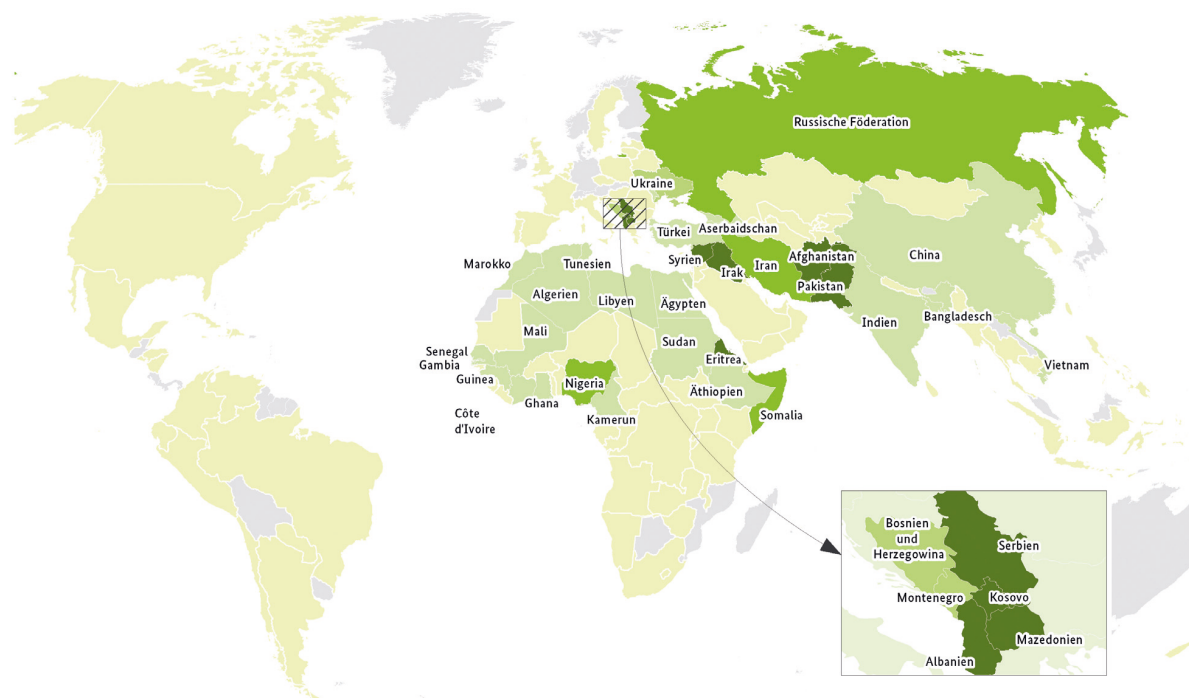 Russische Föderation
Ukraine
Türkei
Aserbaidschan
Marokko
Tunesien
Syrien
Irak
Iran
Afghanistan
Pakistan
China
Algerien
Libyen
Ägypten
Indien
Bangladesch
Mali
Sudan
Eritrea
Senegal
Gambia
Guinea
Nigeria
Äthiopien
Vietnam
Ghana
Côte
d'Ivoire
Kamerun
Somalia
Bosnien
und
Herzegowina
Serbien
Montenegro
Kosovo
Mazedonien
Albanien